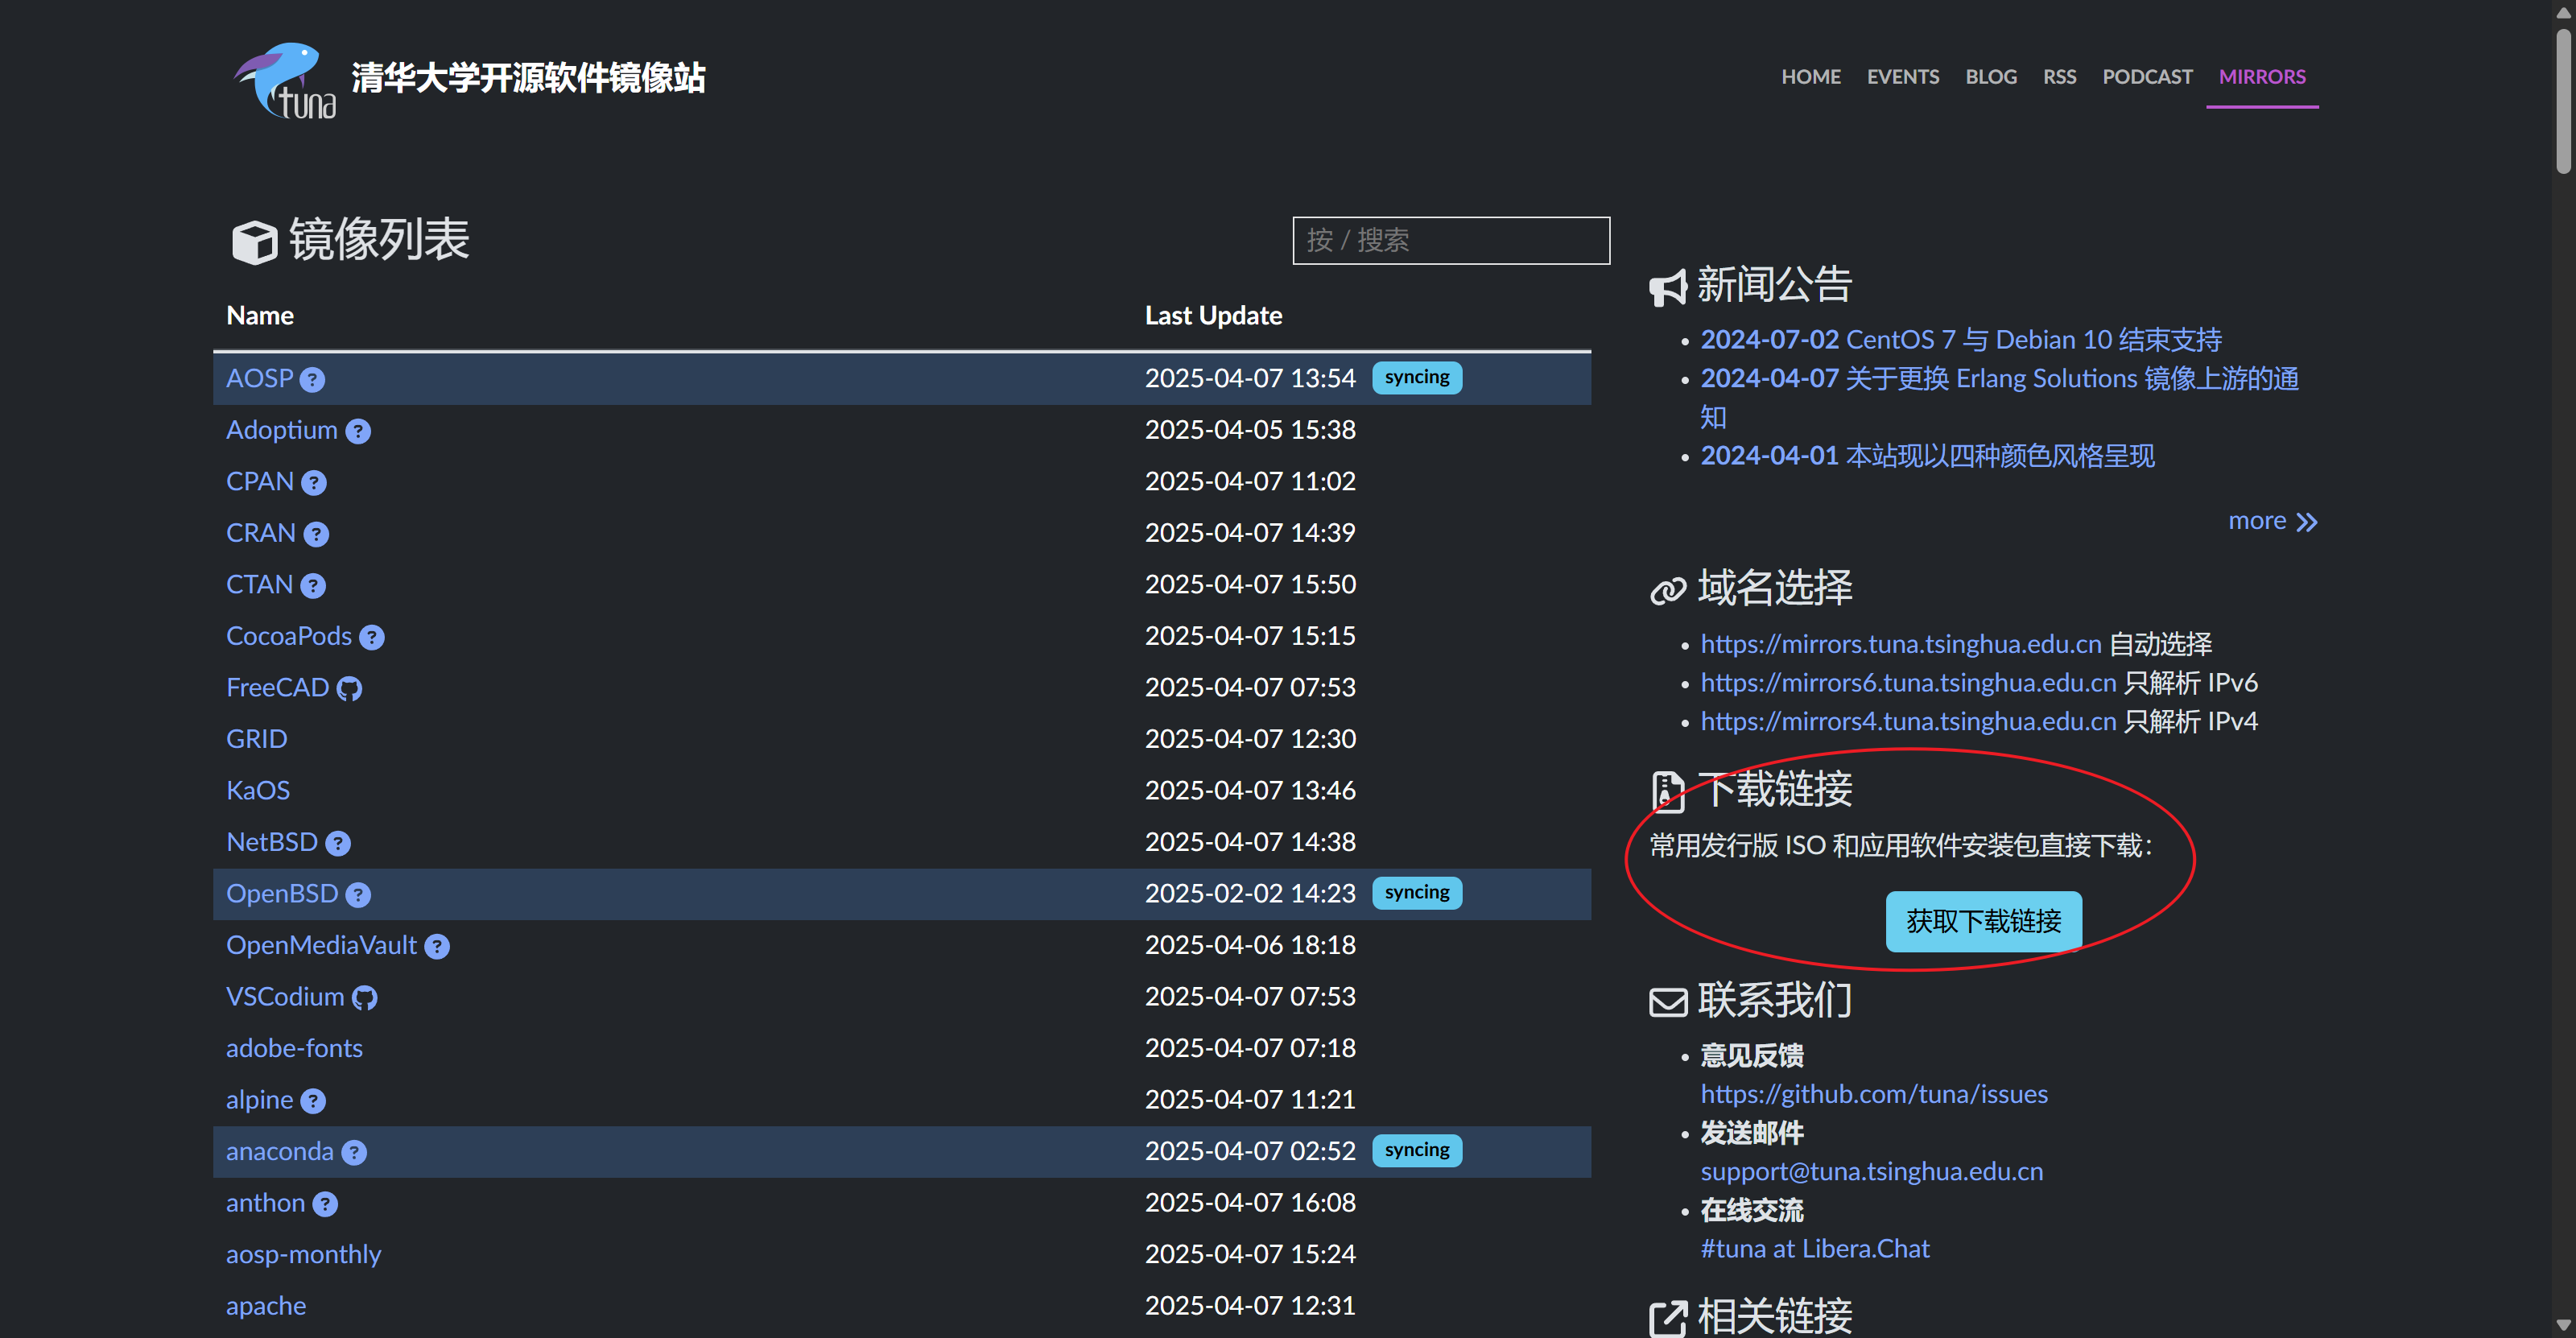 tuna
清华大学开源软件镜像站
HOME EVENTS BLOG RSS PODCAST MIRRORS
镜像列表
按 / 搜索
Name Last Update
AOSP ? 2025-04-07 13:54 syncing
Adoptium ? 2025-04-05 15:38
CPAN ? 2025-04-07 11:02
CRAN ? 2025-04-07 14:39
CTAN ? 2025-04-07 15:50
CocoaPods ? 2025-04-07 15:15
FreeCAD 2025-04-07 07:53
GRID 2025-04-07 12:30
KaOS 2025-04-07 13:46
NetBSD ? 2025-04-07 14:38
OpenBSD ? 2025-02-02 14:23 syncing
OpenMediaVault ? 2025-04-06 18:18
VSCodium 2025-04-07 07:53
adobe-fonts 2025-04-07 07:18
alpine ? 2025-04-07 11:21
anaconda ? 2025-04-07 02:52 syncing
anthon ? 2025-04-07 16:08
aosp-monthly 2025-04-07 15:24
apache 2025-04-07 12:31
新闻公告
• 2024-07-02 CentOS 7 与 Debian 10 结束支持
• 2024-04-07 关于更换 Erlang Solutions 镜像上游的通
知
• 2024-04-01 本站现以四种颜色风格呈现
more
域名选择
• https://mirrors.tuna.tsinghua.edu.cn 自动选择
• https://mirrors6.tuna.tsinghua.edu.cn 只解析 IPv6
• https://mirrors4.tuna.tsinghua.edu.cn 只解析 IPv4
下载链接
常用发行版 ISO 和应用软件安装包直接下载：
获取下载链接
联系我们
• 意见反馈
https://github.com/tuna/issues
• 发送邮件
support@tuna.tsinghua.edu.cn
• 在线交流
#tuna at Libera.Chat
相关链接